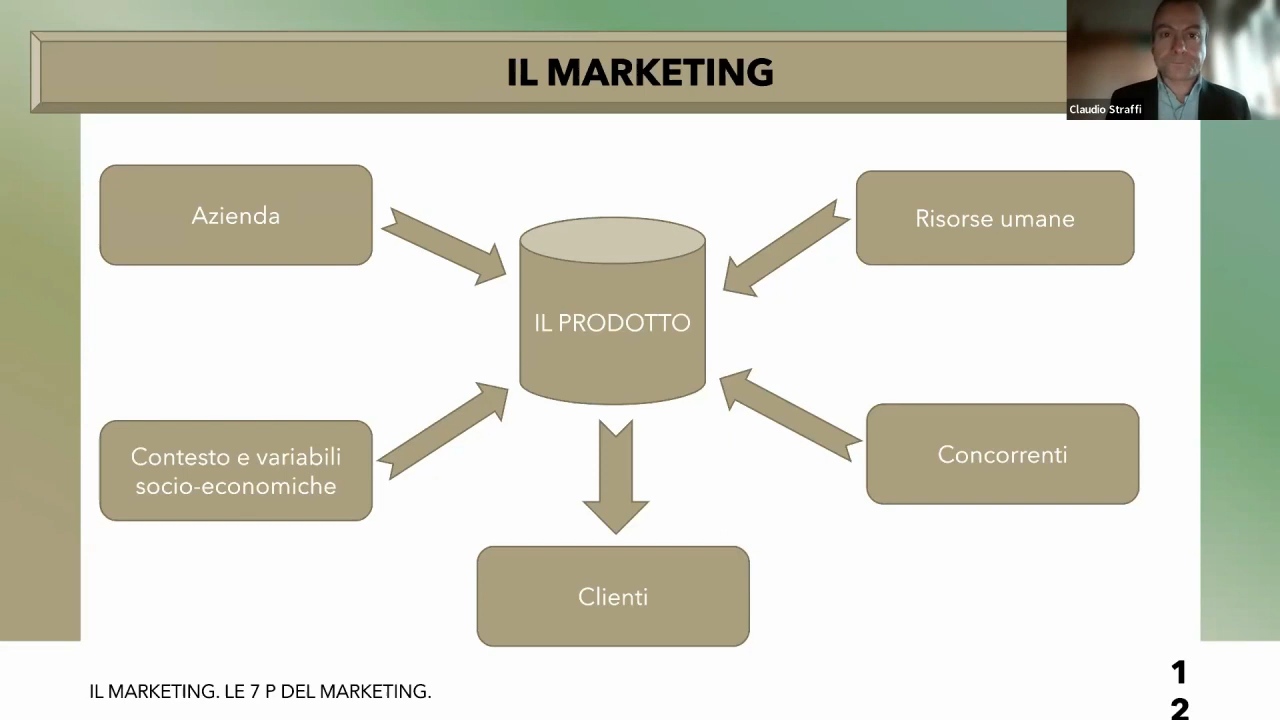 IL MARKETING
Claudio Straffi
Azienda
Risorse umane
IL PRODOTTO
Contesto e variabili
socio-economiche
Concorrenti
Clienti
IL MARKETING. LE 7 P DEL MARKETING.
1
2